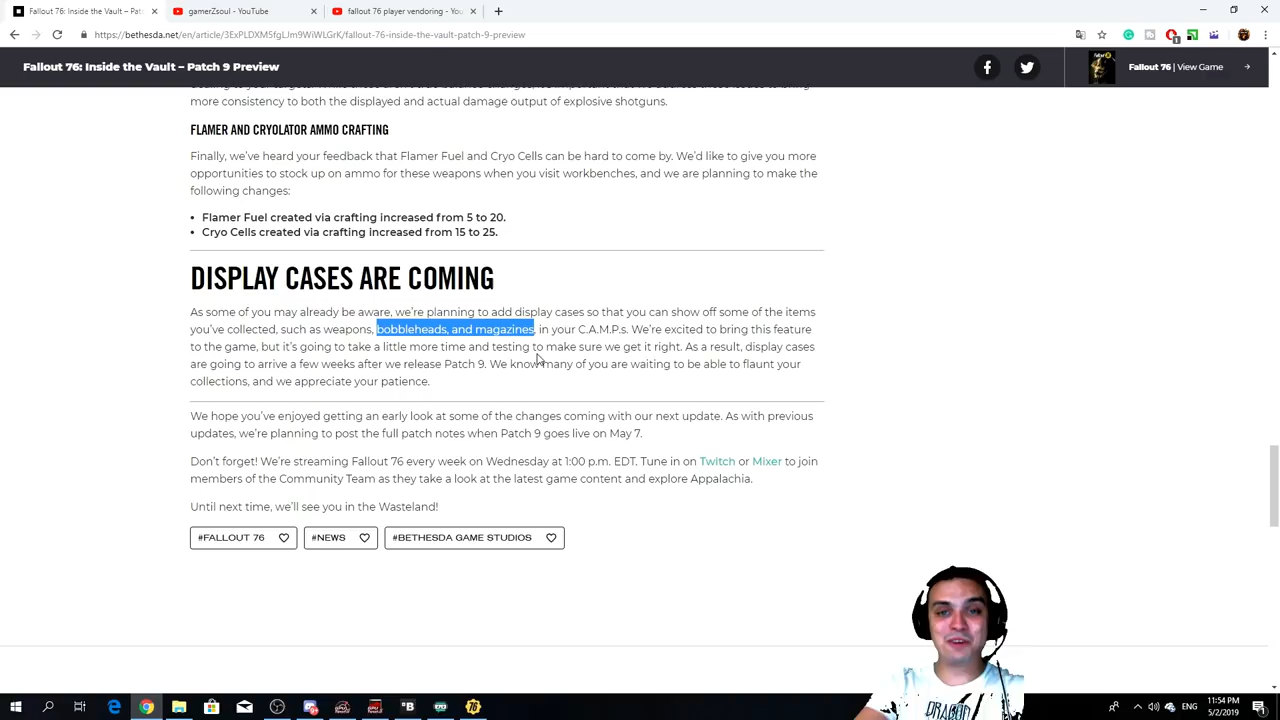 Fallout 76: Inside the Vault – Pat
gamerZsoul - YouTube
fallout 76 player vendoring - You
https://bethesda.net/en/article/3ExPLDXM5fgLJm9WiWLGrK/fallout-76-inside-the-vault-patch-9-preview
Fallout 76: Inside the Vault – Patch 9 Preview
Fallout 76 | View Game
more consistency to both the displayed and actual damage output of explosive shotguns.
FLAMER AND CRYOLATOR AMMO CRAFTING
Finally, we've heard your feedback that Flamer Fuel and Cryo Cells can be hard to come by. We'd like to give you more
opportunities to stock up on ammo for these weapons when you visit workbenches, and we are planning to make the
following changes:
• Flamer Fuel created via crafting increased from 5 to 20.
• Cryo Cells created via crafting increased from 15 to 25.
DISPLAY CASES ARE COMING
As some of you may already be aware, we're planning to add display cases so that you can show off some of the items
you've collected, such as weapons, bobbleheads, and magazines, in your C.A.M.P.s. We're excited to bring this feature
to the game, but it's going to take a little more time and testing to make sure we get it right. As a result, display cases
are going to arrive a few weeks after we release Patch 9. We know many of you are waiting to be able to flaunt your
collections, and we appreciate your patience.
We hope you've enjoyed getting an early look at some of the changes coming with our next update. As with previous
updates, we're planning to post the full patch notes when Patch 9 goes live on May 7.
Don't forget! We're streaming Fallout 76 every week on Wednesday at 1:00 p.m. EDT. Tune in on Twitch or Mixer to join
members of the Community Team as they take a look at the latest game content and explore Appalachia.
Until next time, we'll see you in the Wasteland!
#FALLOUT 76 #NEWS #BETHESDA GAME STUDIOS
DRAGON
ENG
11:54 PM
5/2/2019